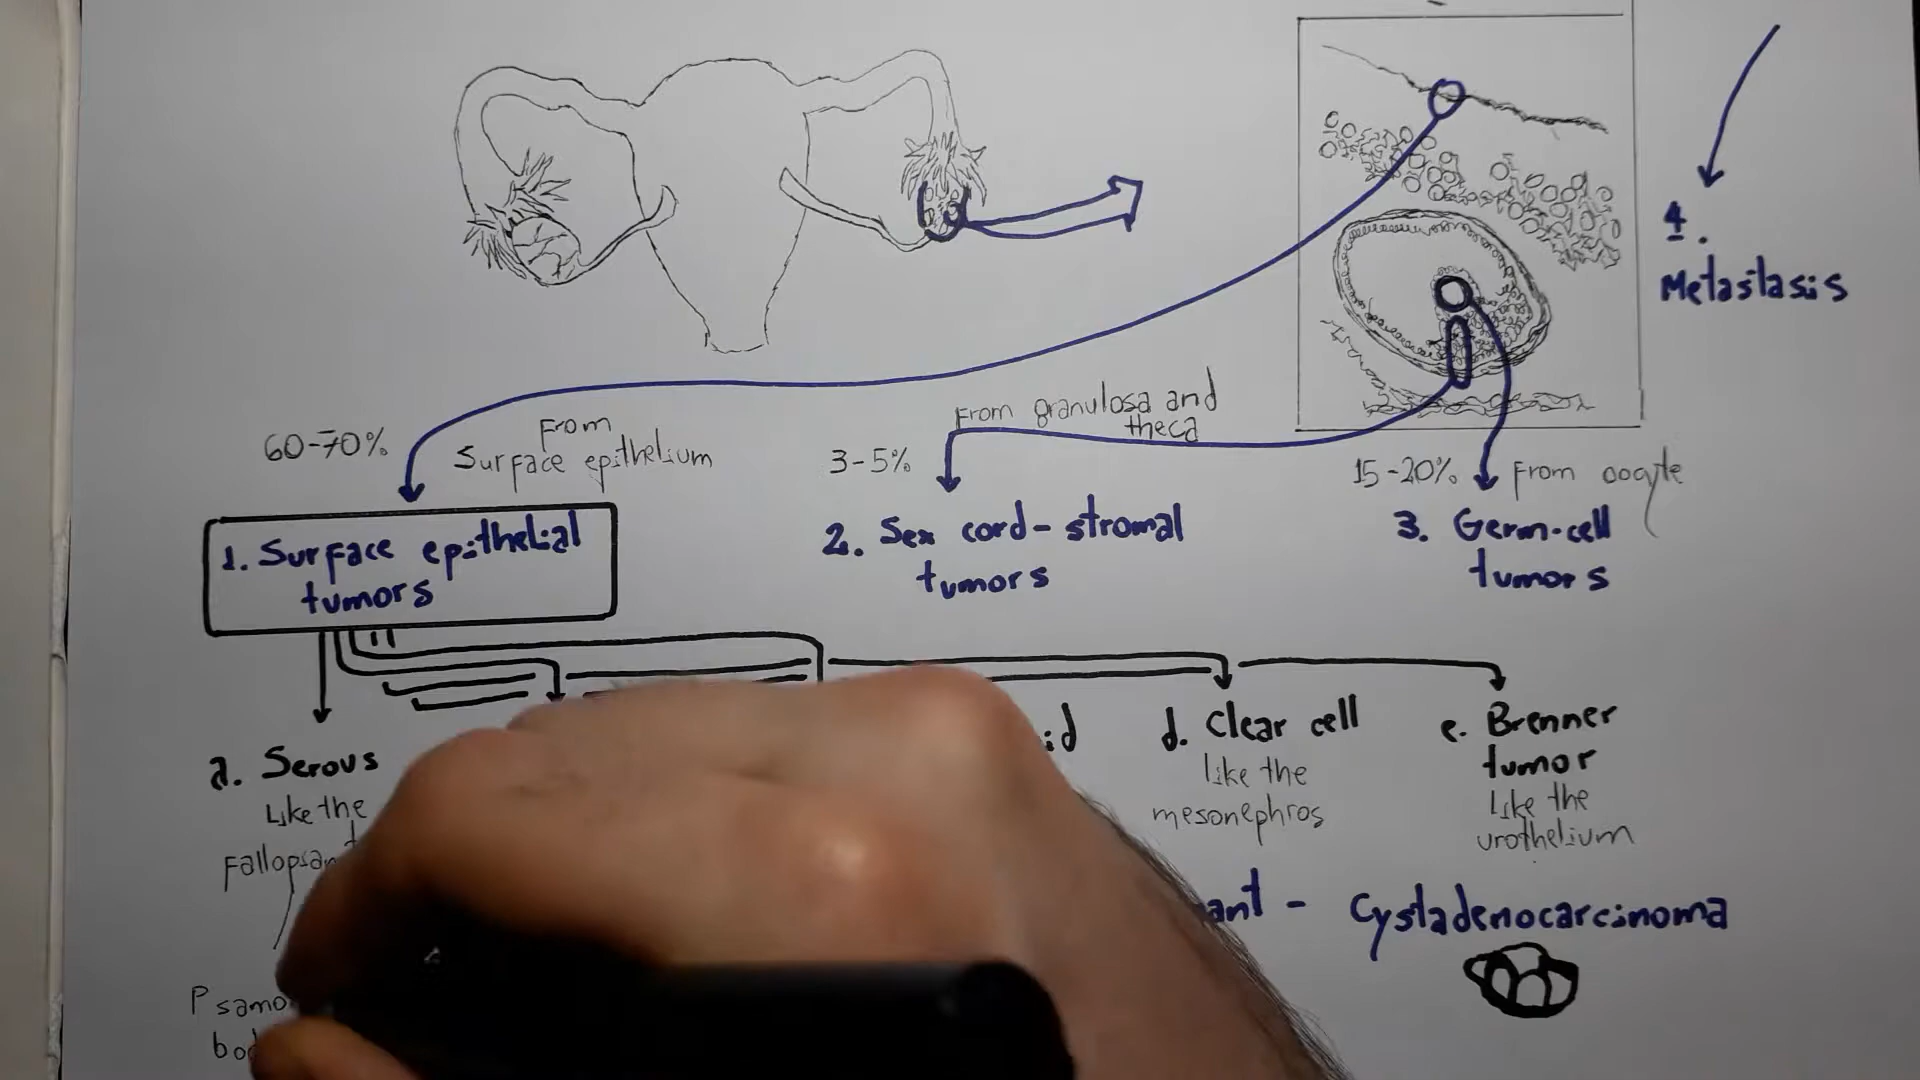 4.
Metastasis
From granulosa and
theca
60-70%
From
Surface epithelium
3-5%
15-20%
From oocyte
1. Surface epithelial
tumors
2. Sex cord-stromal
tumors
3. Germ-cell
tumors
a. Serous
Like the
d. Clear cell
like the
mesonephros
e. Brenner
tumor
like the
urothelium
- Cystadenocarcinoma